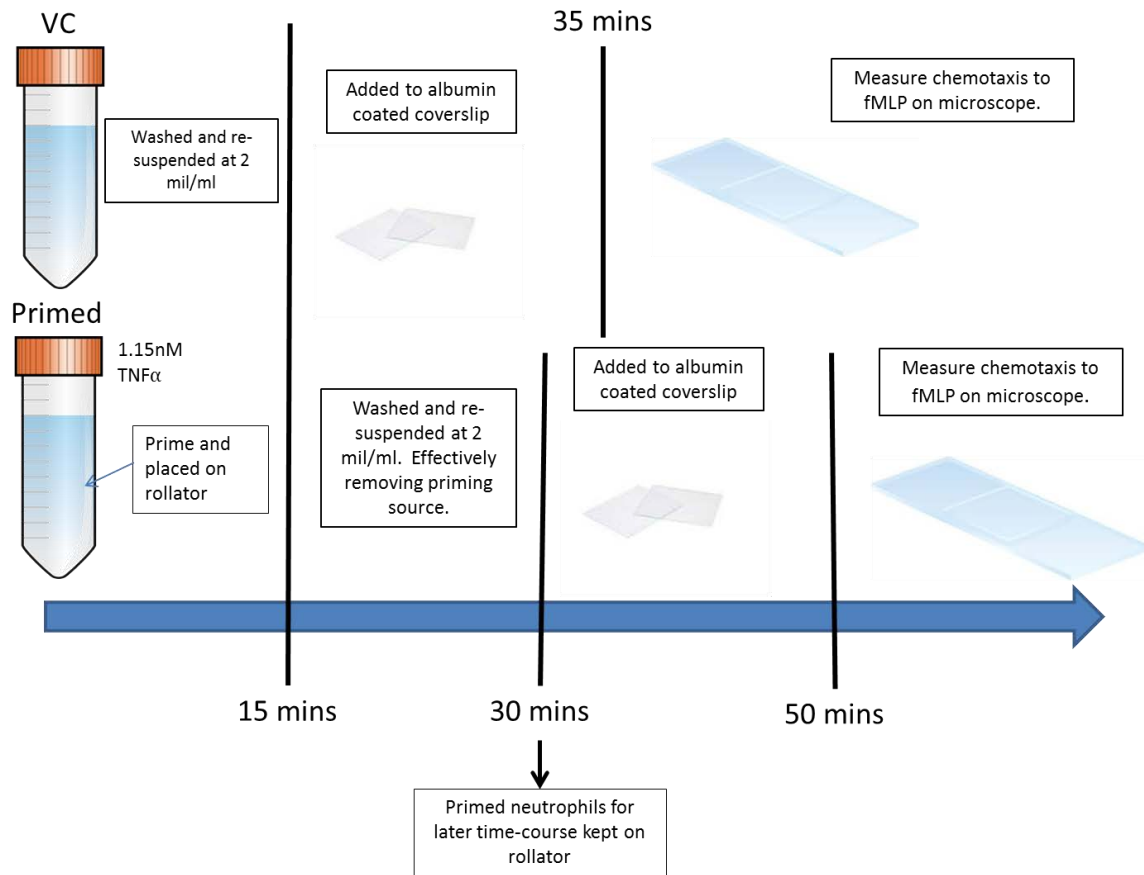 VC
35 mins
Washed and re-
suspended at 2
mil/ml
Added to albumin
coated coverslip
Measure chemotaxis to
fMLP on microscope.
Primed
1.15nM
TNFα
Prime and
placed on
rollator
Washed and re-
suspended at 2
mil/ml.  Effectively
removing priming
source.
Added to albumin
coated coverslip
Measure chemotaxis to
fMLP on microscope.
15 mins
30 mins
50 mins
Primed neutrophils for
later time-course kept on
rollator